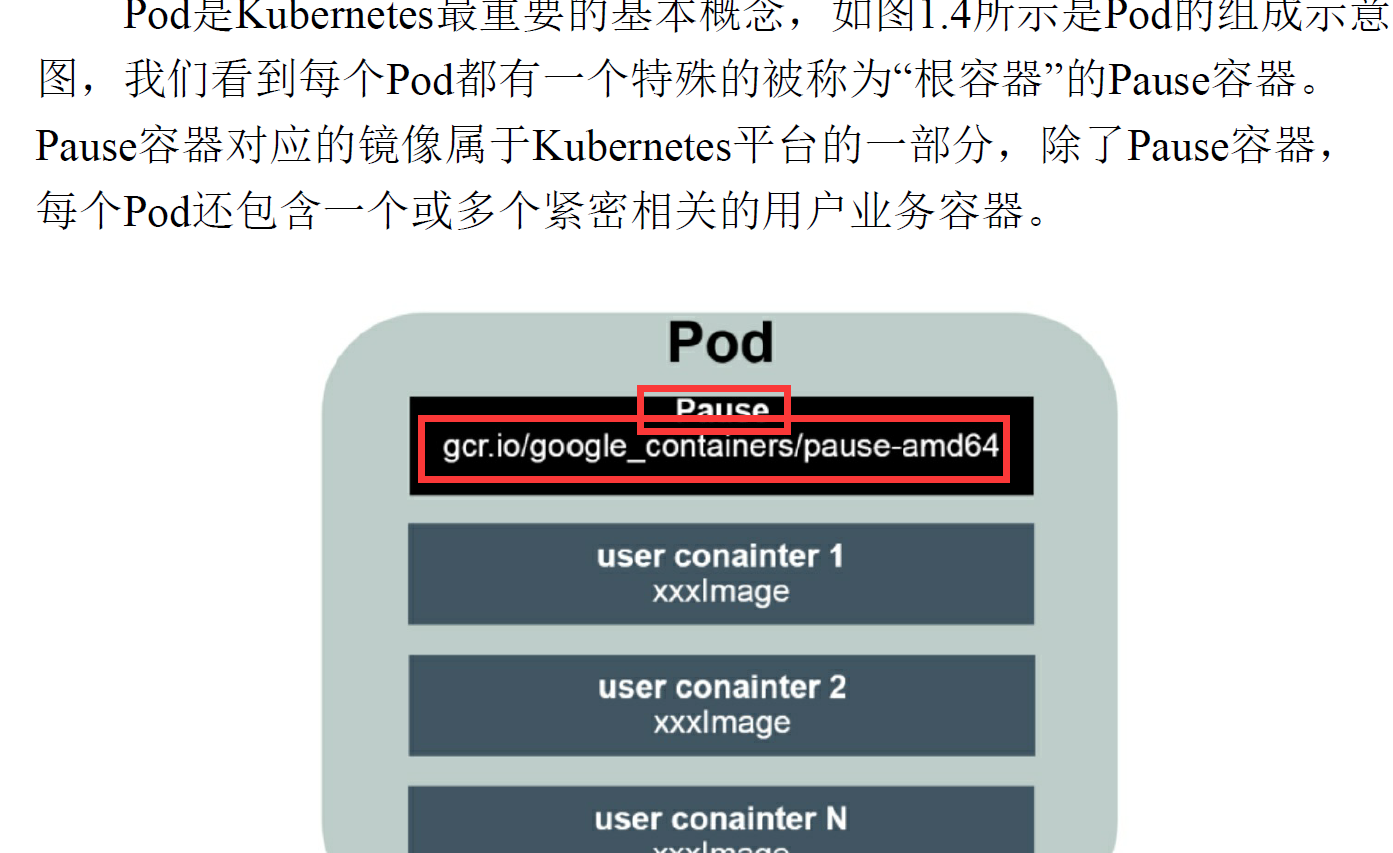 Pod是Kubernetes最重要的基本概念，如图1.4所示是Pod的组成示意
图，我们看到每个Pod都有一个特殊的被称为“根容器”的Pause容器。
Pause容器对应的镜像属于Kubernetes平台的一部分，除了Pause容器，
每个Pod还包含一个或多个紧密相关的用户业务容器。
Pod
Pause
gcr.io/google_containers/pause-amd64
user conainter 1
xxxImage
user conainter 2
xxxImage
user conainter N
xxxImage